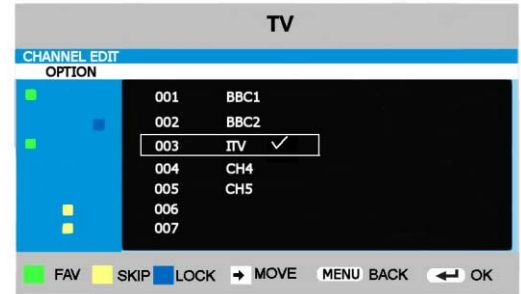 TV
CHANNEL EDIT
OPTION
001 BBC1
002 BBC2
003 ITV ✓
004 CH4
005 CH5
006
007
FAV SKIP LOCK MOVE MENU BACK OK